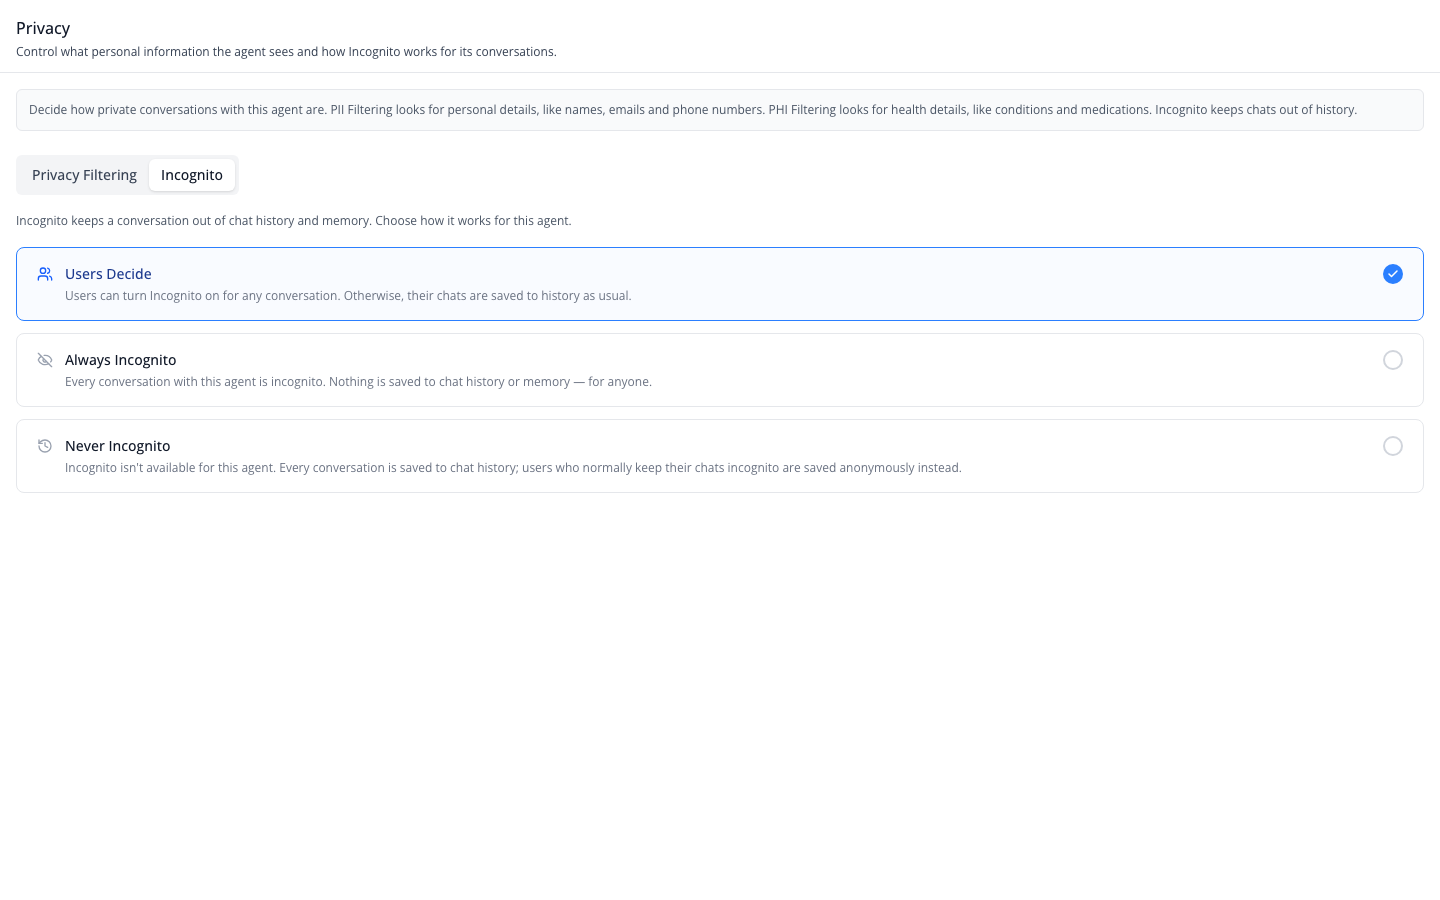 Privacy
Control what personal information the agent sees and how Incognito works for its conversations.
Decide how private conversations with this agent are. PII Filtering looks for personal details, like names, emails and phone numbers. PHI Filtering looks for health details, like conditions and medications. Incognito keeps chats out of history.
Privacy Filtering
Incognito
Incognito keeps a conversation out of chat history and memory. Choose how it works for this agent.
Users Decide
Users can turn Incognito on for any conversation. Otherwise, their chats are saved to history as usual.
Always Incognito
Every conversation with this agent is incognito. Nothing is saved to chat history or memory — for anyone.
Never Incognito
Incognito isn't available for this agent. Every conversation is saved to chat history; users who normally keep their chats incognito are saved anonymously instead.